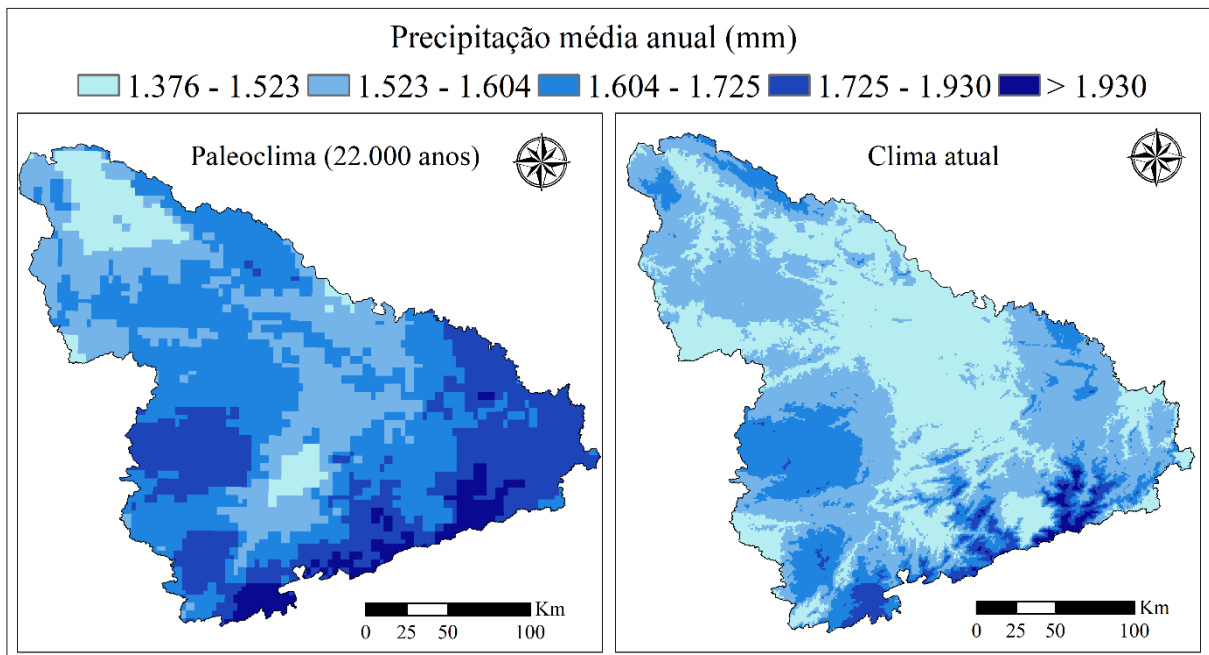 Precipitação média anual (mm)
1.376 - 1.523 1.523 - 1.604 1.604 - 1.725 1.725 - 1.930 > 1.930
Paleoclima (22.000 anos)
Clima atual
Km
0 25 50 100
Km
0 25 50 100